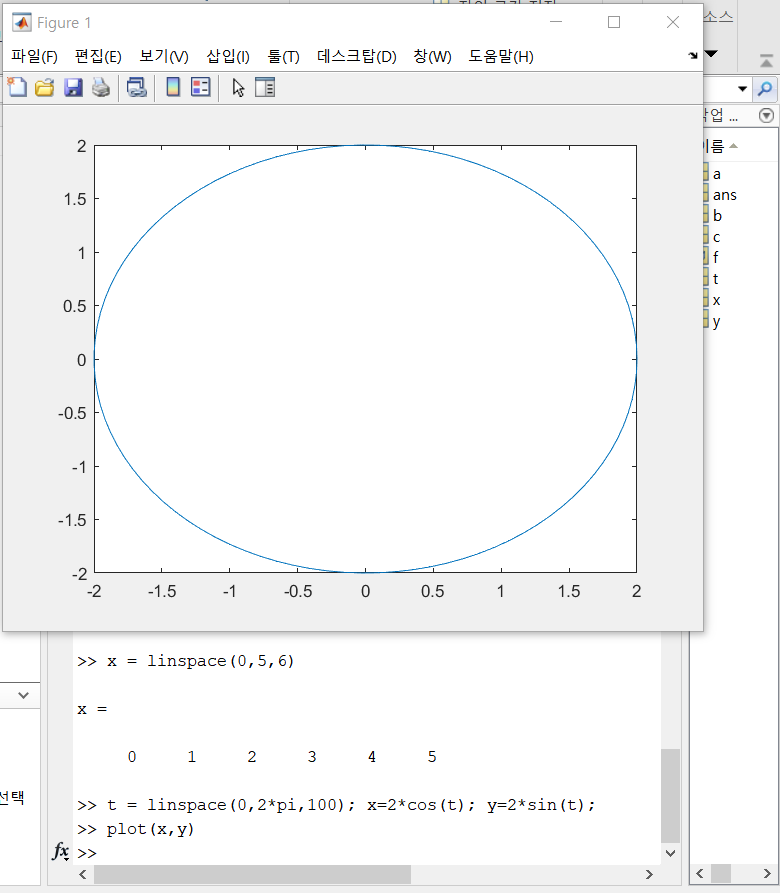 Figure 1
파일(F) 편집(E) 보기(V) 삽입(I) 툴(T) 데스크탑(D) 창(W) 도움말(H)
소스
작업 ...
이름
a
ans
b
c
f
t
x
y
2
1.5
1
0.5
0
-0.5
-1
-1.5
-2
-2 -1.5 -1 -0.5 0 0.5 1 1.5 2
>> x = linspace(0,5,6)
x =
0 1 2 3 4 5
>> t = linspace(0,2*pi,100); x=2*cos(t); y=2*sin(t);
>> plot(x,y)
fx >>
선택